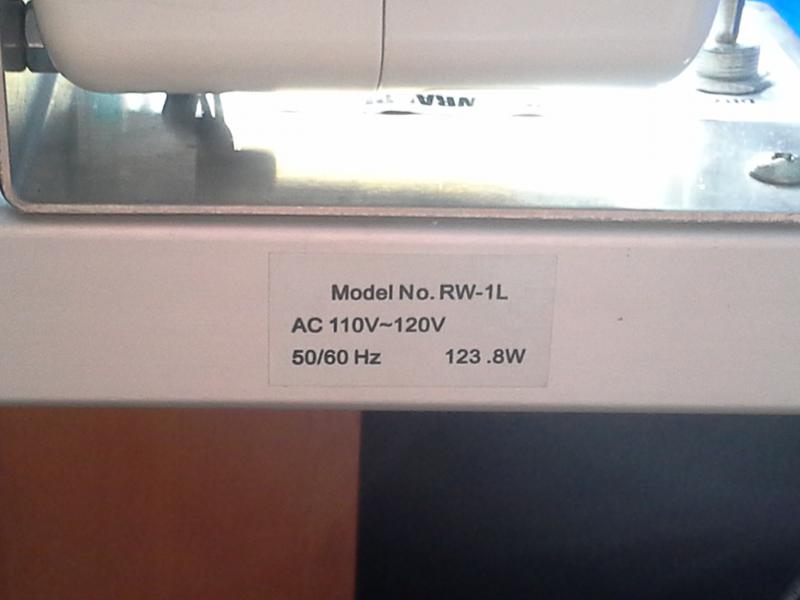 Model No. RW-1L
AC 110V~120V
50/60 Hz 123 .8W